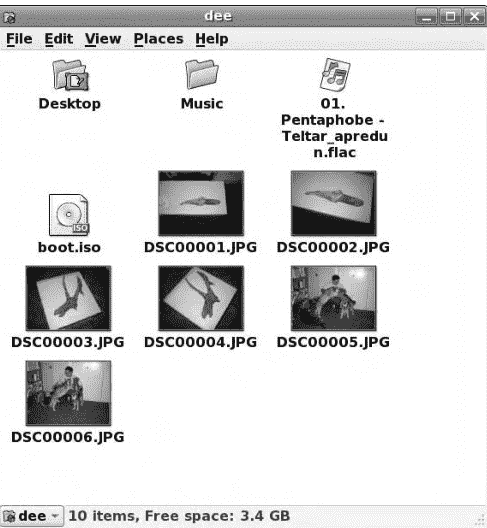 dee
File Edit View Places Help
Desktop
Music
01.
Pentaphobe -
Teltar_apredu
n.flac
ISO
boot.iso
DSC00001.JPG
DSC00002.JPG
DSC00003.JPG
DSC00004.JPG
DSC00005.JPG
DSC00006.JPG
dee
10 items, Free space: 3.4 GB